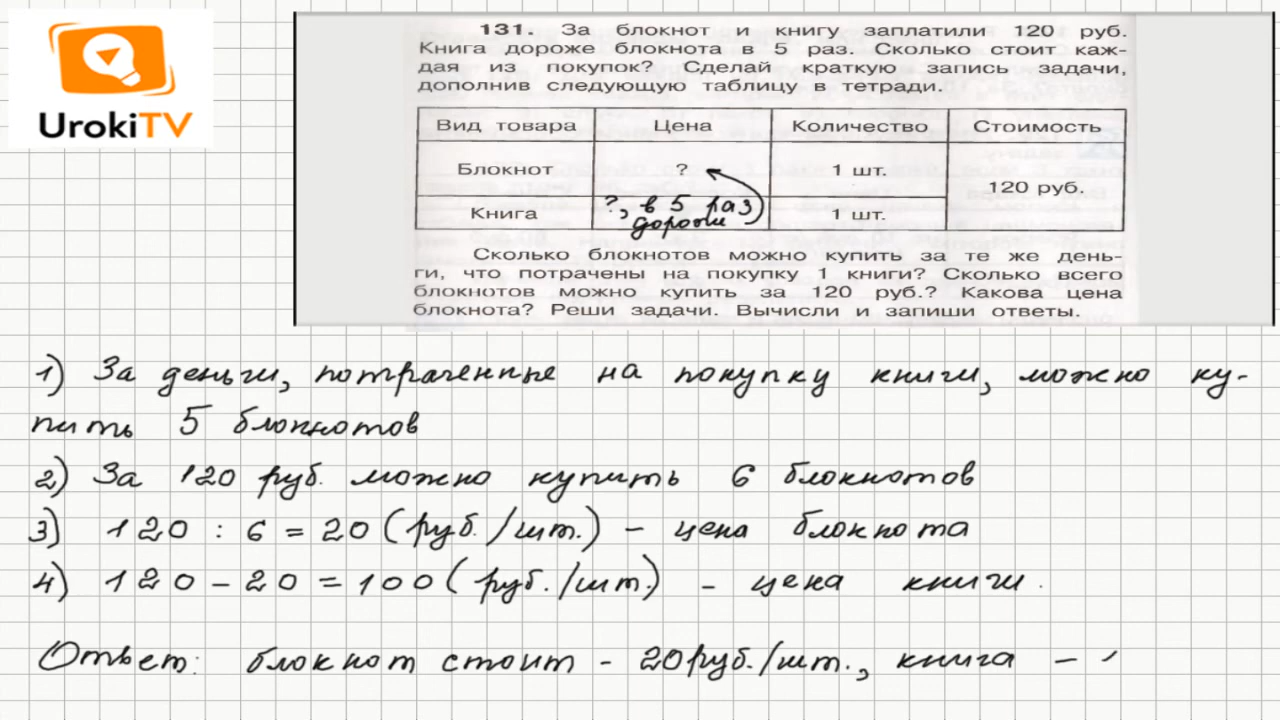 UrokiTV
131. За блокнот и книгу заплатили 120 руб.
Книга дороже блокнота в 5 раз. Сколько стоит каж-
дая из покупок? Сделай краткую запись задачи,
дополнив следующую таблицу в тетради.
Вид товара Цена Количество Стоимость
Блокнот ? 1 шт. 120 руб.
Книга ?, в 5 раз дороже 1 шт.
Сколько блокнотов можно купить за те же день-
ги, что потрачены на покупку 1 книги? Сколько всего
блокнотов можно купить за 120 руб.? Какова цена
блокнота? Реши задачи. Вычисли и запиши ответы.
1) За деньги, потраченные на покупку книги, можно ку-
пить 5 блокнотов
2) За 120 руб. можно купить 6 блокнотов
3) 120 : 6 = 20 (руб./шт.) – цена блокнота
4) 120 – 20 = 100 (руб./шт.) – цена книги.
Ответ: блокнот стоит - 20 руб./шт., книга –